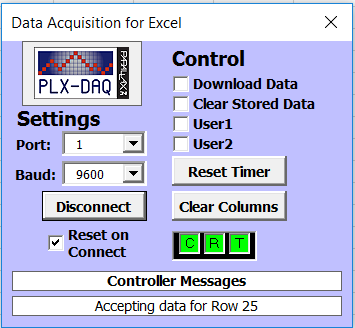 Data Acquisition for Excel
PLX-DAQ
PARALLAX
Control
Download Data
Clear Stored Data
Settings
User1
Port: 1
User2
Baud: 9600
Reset Timer
Disconnect
Clear Columns
Reset on
Connect
C R T
Controller Messages
Accepting data for Row 25